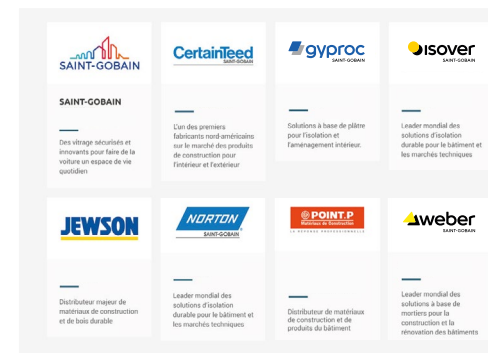 SAINT-GOBAIN
SAINT-GOBAIN
Des vitrage sécurisés et
innovants pour faire de la
voiture un espace de vie
quotidien
CertainTeed
SAINT-GOBAIN
L'un des premiers
fabricants nord-américains
sur le marché des produits
de construction pour
l'intérieur et l'extérieur
gyproc
SAINT-GOBAIN
Solutions à base de plâtre
pour l'isolation et
l'aménagement intérieur.
isover
SAINT-GOBAIN
Leader mondial des
solutions d'isolation
durable pour le bâtiment et
les marchés techniques
JEWSON
Distributeur majeur de
matériaux de construction
et de bois durable
NORTON
SAINT-GOBAIN
Leader mondial des
solutions d'isolation
durable pour le bâtiment et
les marchés techniques
POINT.P
Matériaux de Construction
LA RÉPONSE PROFESSIONNELLE
Distributeur de matériaux
de construction et de
produits du bâtiment
weber
SAINT-GOBAIN
Leader mondial des
solutions à base de
mortiers pour la
construction et la
rénovation des bâtiments